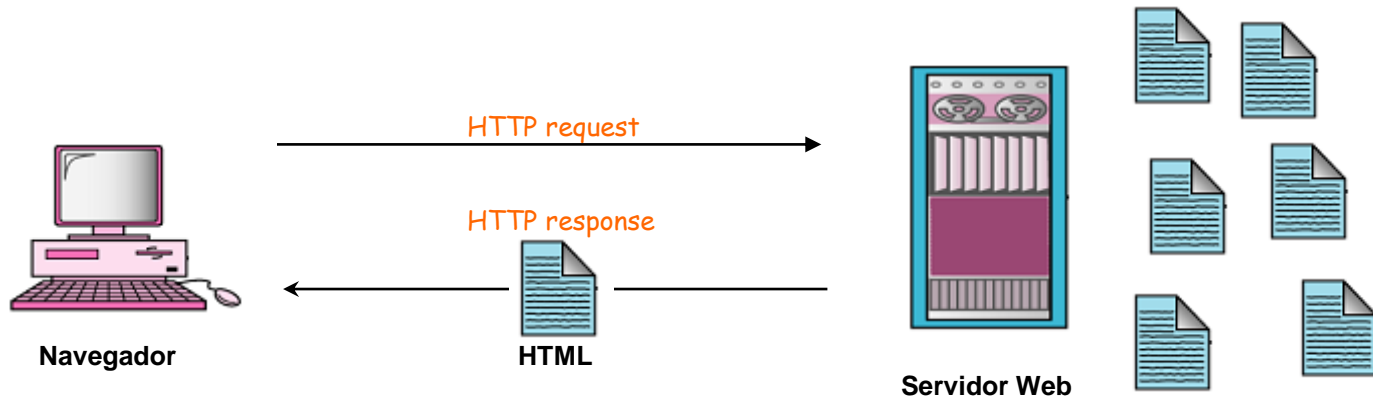 HTTP request
HTTP response
Navegador
HTML
Servidor Web